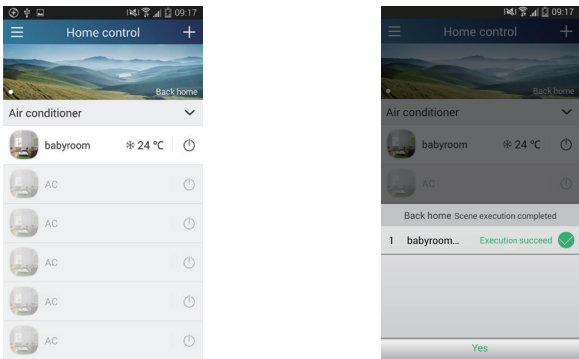 09:17
Home control
Back home
Air conditioner
babyroom 24 ℃
AC
AC
AC
AC
AC
09:17
Home control
Back home
Air conditioner
babyroom 24 ℃
AC
Back home Scene execution completed
1 babyroom... Execution succeed
Yes